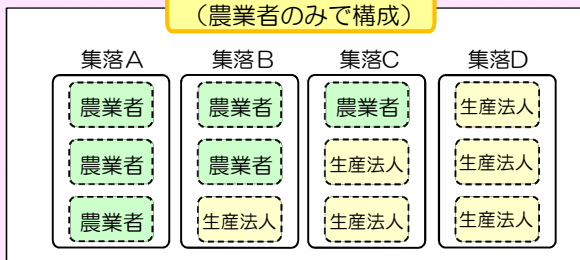 （農業者のみで構成）
集落A 集落B 集落C 集落D
農業者 農業者 農業者 生産法人
農業者 農業者 生産法人 生産法人
農業者 生産法人 生産法人 生産法人